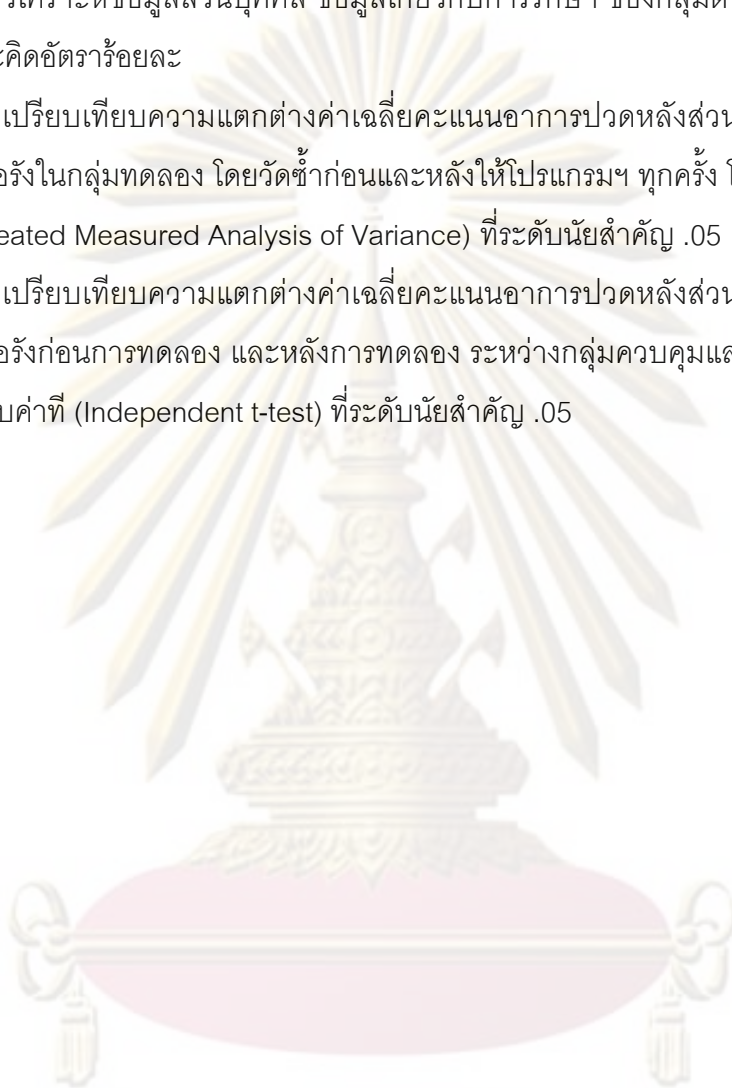 คิดอัตราร้อยละ
เปรียบเทียบความแตกต่างค่าเฉลี่ยคะแนนอาการปวดหลังส่วน
อรังในกลุ่มทดลอง โดยวัดซ้ำก่อนและหลังให้โปรแกรมฯ ทุกครั้ง
eated Measured Analysis of Variance) ที่ระดับนัยสำคัญ .05
เปรียบเทียบความแตกต่างค่าเฉลี่ยคะแนนอาการปวดหลังส่วน
อรังก่อนการทดลอง และหลังการทดลอง ระหว่างกลุ่มควบคุมแล
บค่าที (Independent t-test) ที่ระดับนัยสำคัญ .05